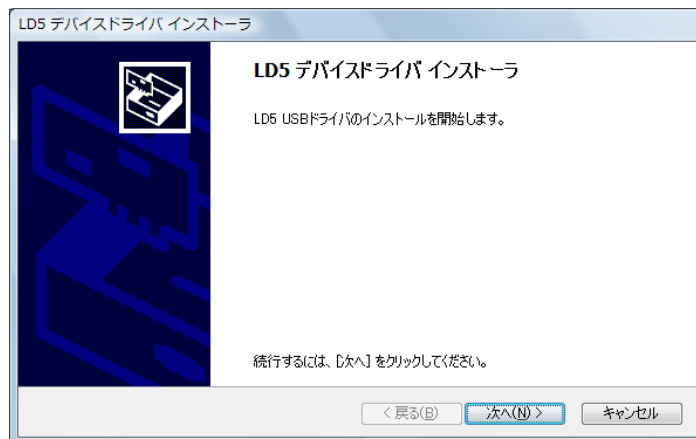 LD5 デバイスドライバ インストーラ
LD5 デバイスドライバ インストーラ
LD5 USBドライバのインストールを開始します。
続行するには、[次へ] をクリックしてください。
< 戻る(B) 次へ(N) > キャンセル